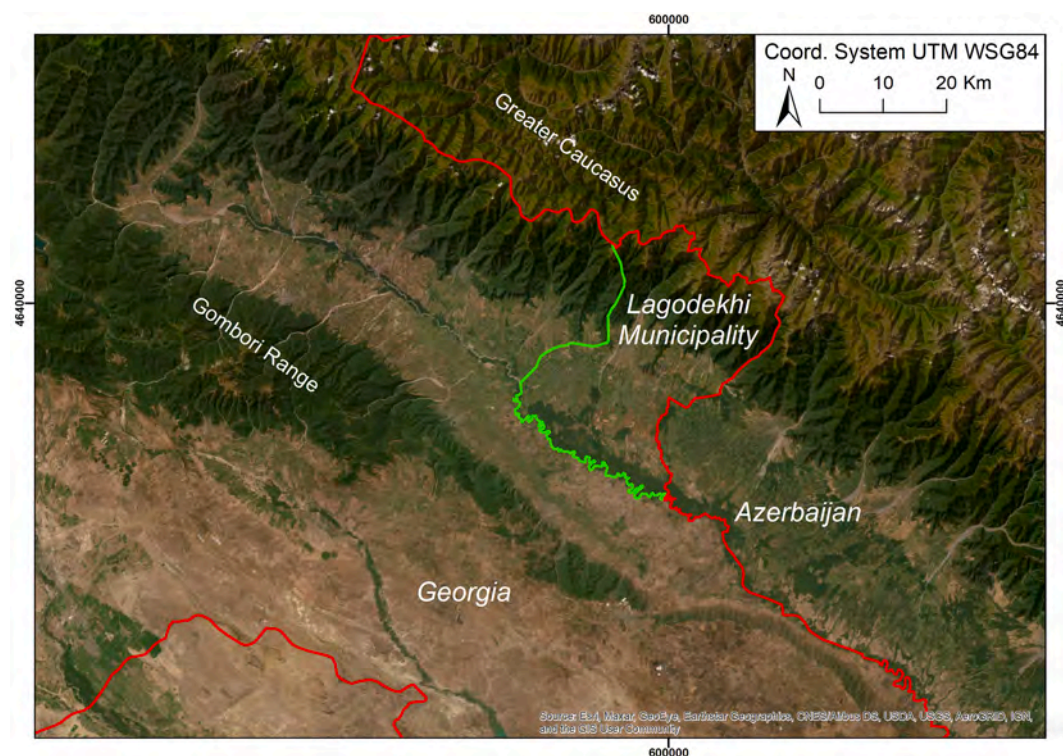 600000
Coord. System UTM WSG84
N
0 10 20 Km
Greater Caucasus
4640000
4640000
Lagodekhi
Municipality
Gombori Range
Azerbaijan
Georgia
Source: Esri, Maxar, GeoEye, Earthstar Geographics, CNES/Airbus DS, USDA, USGS, AeroGRID, IGN,
and the GIS User Community
600000